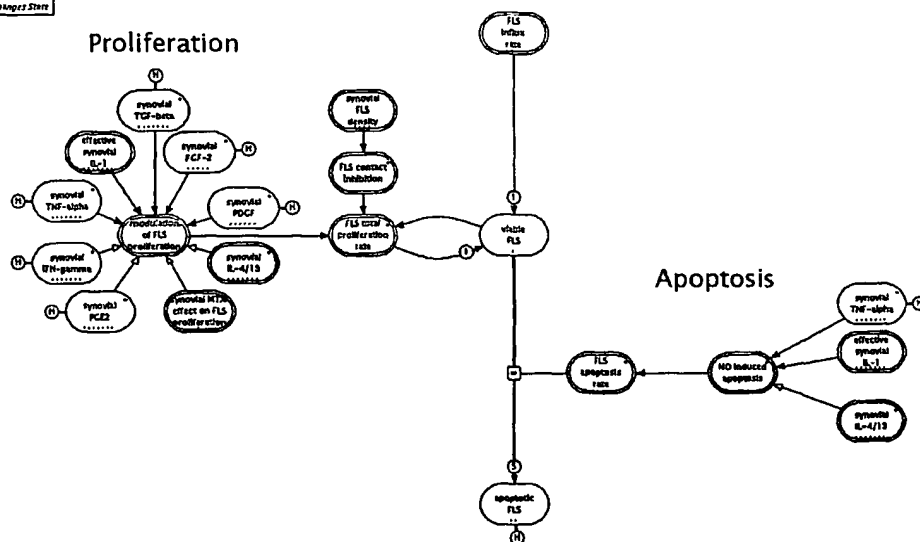 Changes State
Proliferation
FLS
influx
rate
H
synovial
TGF-beta
synovial
FLS
density
effective
synovial
IL-1
synovial
FGF-2
H
FLS contact
inhibition
H
synovial
TNF-alpha
synovial
PDGF
H
modulation
of FLS
proliferation
FLS total
proliferation
rate
viable
FLS
H
synovial
IFN-gamma
synovial
IL-4/13
H
synovial
PGE2
synovial MTX
effect on FLS
proliferation
Apoptosis
synovial
TNF-alpha
H
effective
synovial
IL-1
FLS
apoptosis
rate
NO induced
apoptosis
synovial
IL-4/13
S
apoptotic
FLS
H